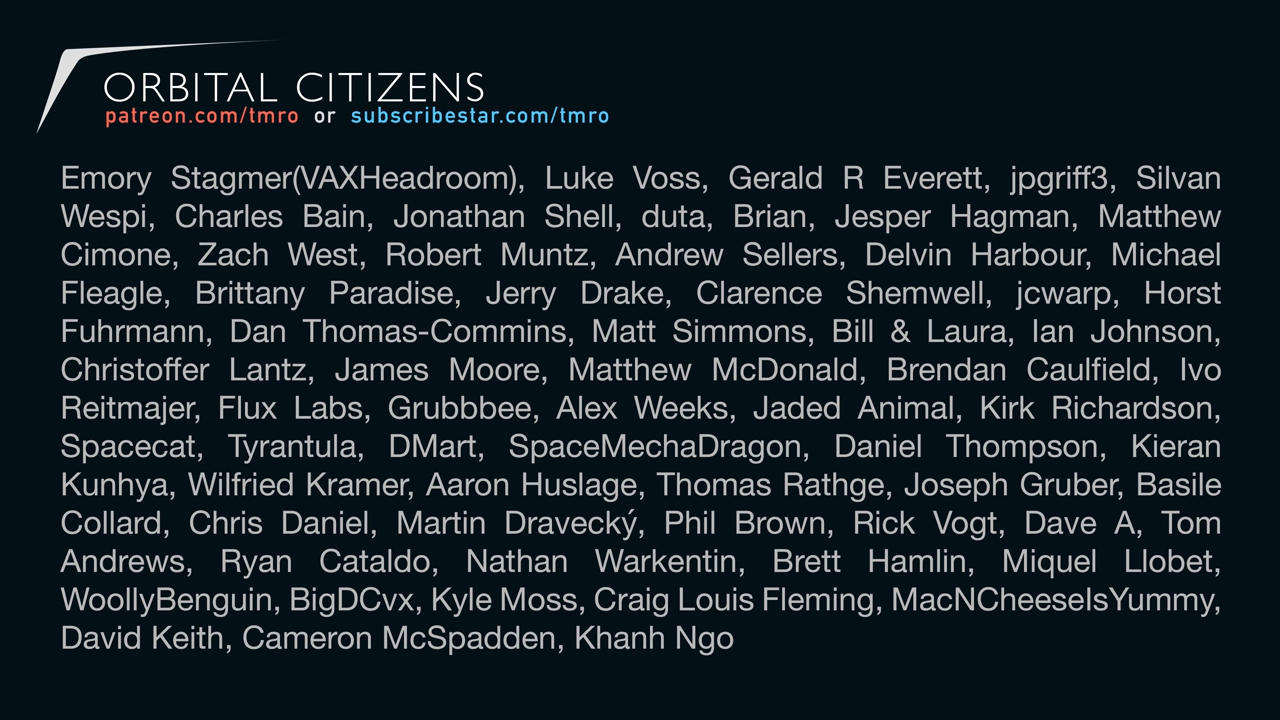 ORBITAL CITIZENS
patreon.com/tmro or subscribestar.com/tmro
Emory Stagmer(VAXHeadroom), Luke Voss, Gerald R Everett, jpgriff3, Silvan
Wespi, Charles Bain, Jonathan Shell, duta, Brian, Jesper Hagman, Matthew
Cimone, Zach West, Robert Muntz, Andrew Sellers, Delvin Harbour, Michael
Fleagle, Brittany Paradise, Jerry Drake, Clarence Shemwell, jcwarp, Horst
Fuhrmann, Dan Thomas-Commins, Matt Simmons, Bill & Laura, Ian Johnson,
Christoffer Lantz, James Moore, Matthew McDonald, Brendan Caulfield, Ivo
Reitmajer, Flux Labs, Grubbbee, Alex Weeks, Jaded Animal, Kirk Richardson,
Spacecat, Tyrantula, DMart, SpaceMechaDragon, Daniel Thompson, Kieran
Kunhya, Wilfried Kramer, Aaron Huslage, Thomas Rathge, Joseph Gruber, Basile
Collard, Chris Daniel, Martin Dravecký, Phil Brown, Rick Vogt, Dave A, Tom
Andrews, Ryan Cataldo, Nathan Warkentin, Brett Hamlin, Miquel Llobet,
WoollyBenguin, BigDCvx, Kyle Moss, Craig Louis Fleming, MacNCheeseIsYummy,
David Keith, Cameron McSpadden, Khanh Ngo